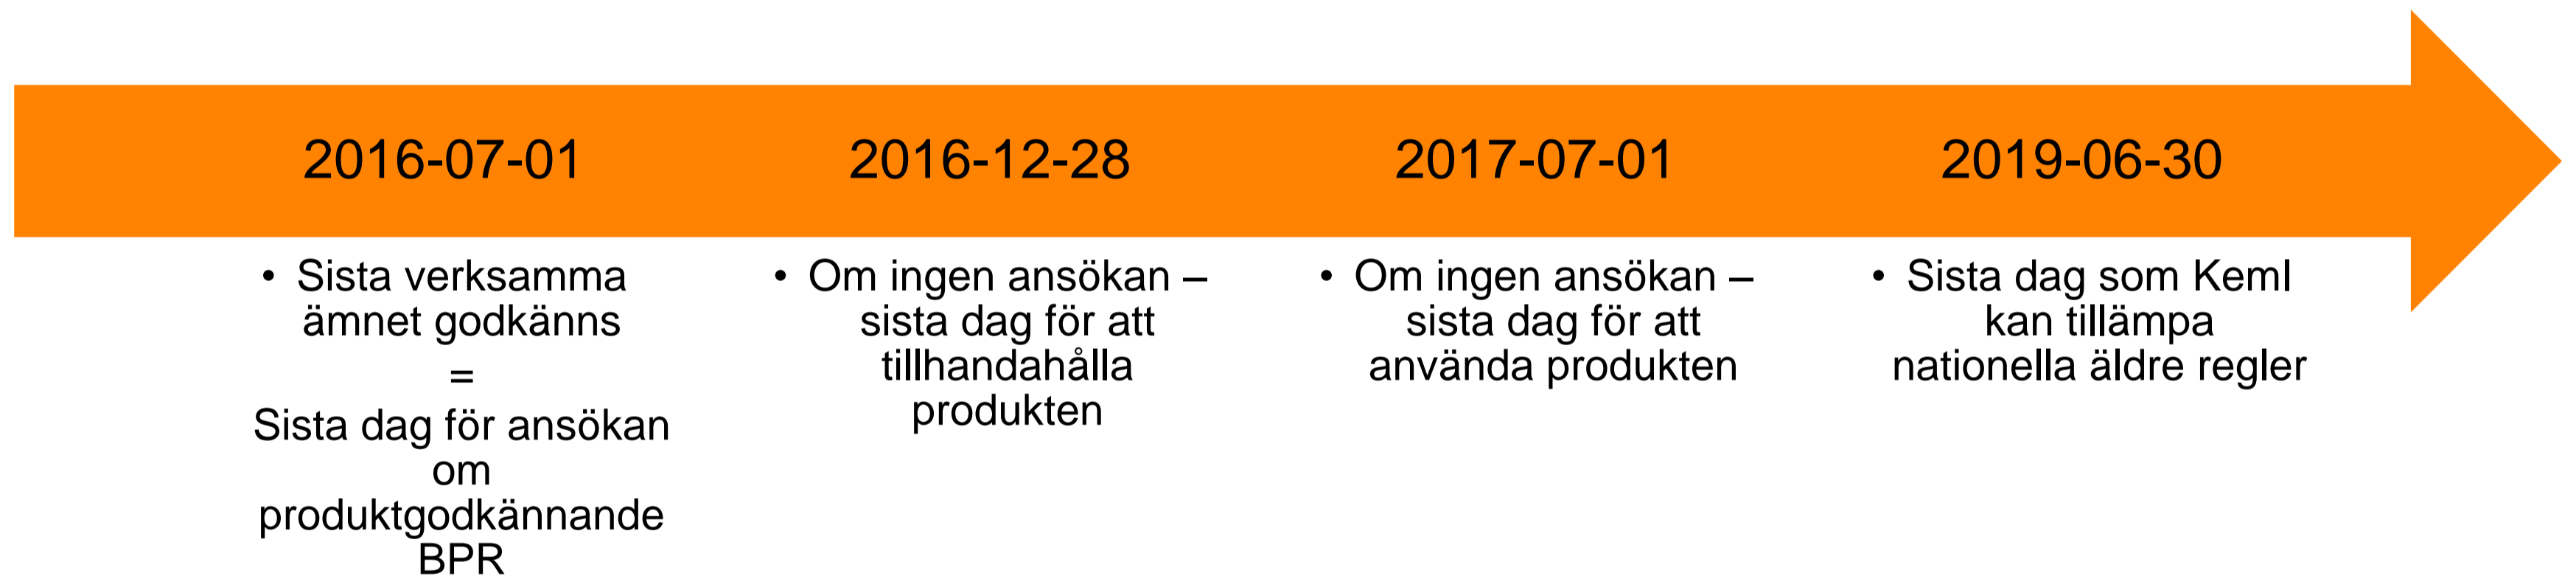 2016-07-01
2016-12-28
2017-07-01
2019-06-30
• Sista verksamma
ämnet godkänns
=
Sista dag för ansökan
om
produktgodkännande
BPR
• Om ingen ansökan –
sista dag för att
tillhandahålla
produkten
• Om ingen ansökan –
sista dag för att
använda produkten
• Sista dag som KemI
kan tillämpa
nationella äldre regler